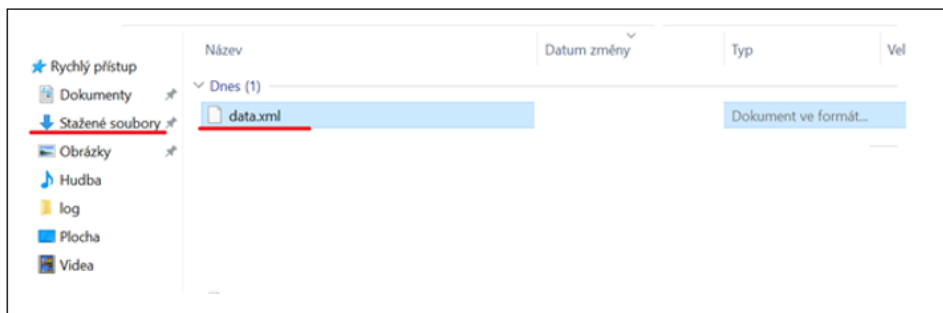 Název Datum změny Typ Vel
Rychlý přístup
Dnes (1)
Dokumenty
Stažené soubory
data.xml Dokument ve formát...
Obrázky
Hudba
log
Plocha
Videa